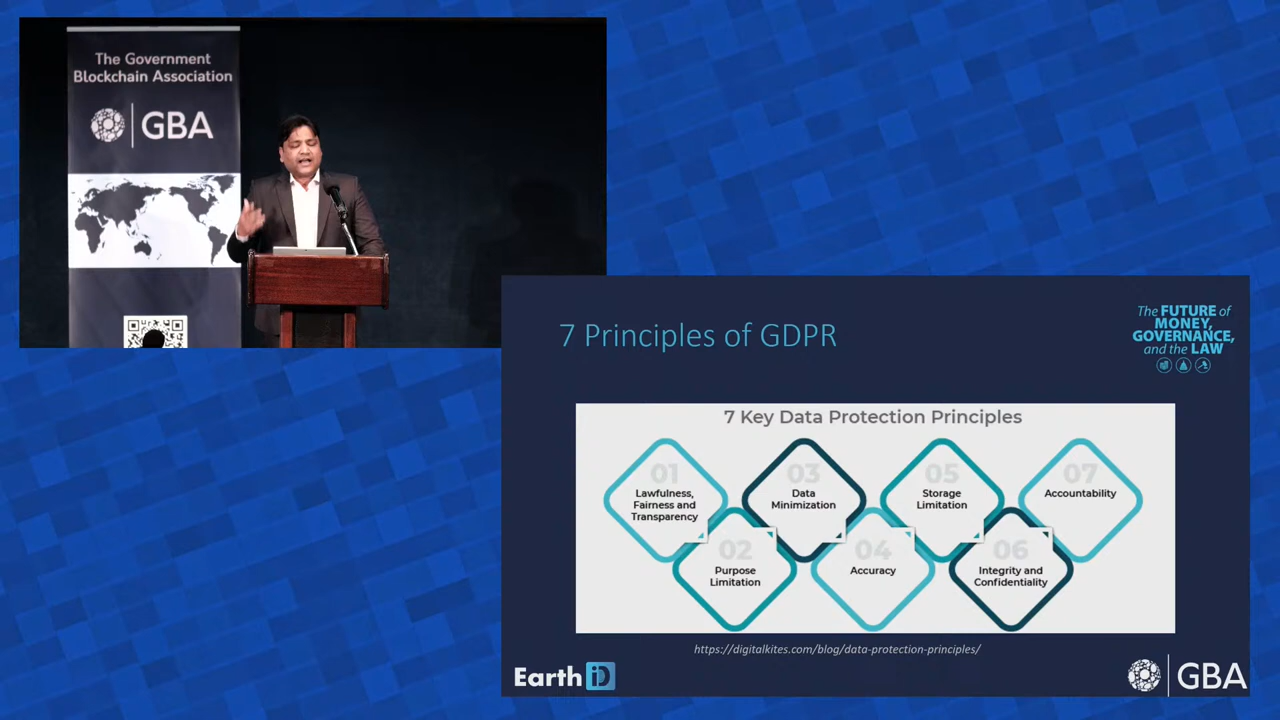 The Government
Blockchain Association
GBA
7 Principles of GDPR
The FUTURE of
MONEY,
GOVERNANCE,
and the LAW
7 Key Data Protection Principles
01
Lawfulness,
Fairness and
Transparency
02
Purpose
Limitation
03
Data
Minimization
04
Accuracy
05
Storage
Limitation
06
Integrity and
Confidentiality
07
Accountability
https://digitalkites.com/blog/data-protection-principles/
Earth iD
GBA